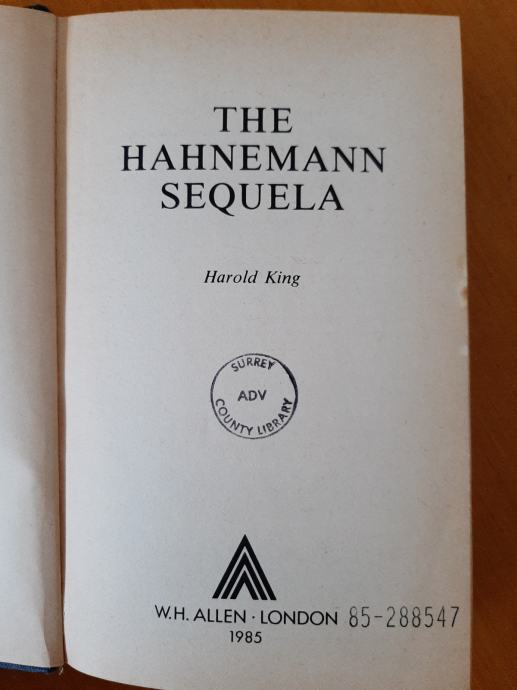 THE
HAHNEMANN
SEQUELA
Harold King
SURREY
ADV
COUNTY LIBRARY
W.H. ALLEN · LONDON 85-288547
1985